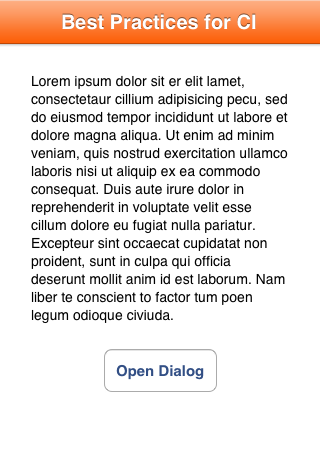 Best Practices for CI
Lorem ipsum dolor sit er elit lamet,
consectetaur cillium adipisicing pecu, sed
do eiusmod tempor incididunt ut labore et
dolore magna aliqua. Ut enim ad minim
veniam, quis nostrud exercitation ullamco
laboris nisi ut aliquip ex ea commodo
consequat. Duis aute irure dolor in
reprehenderit in voluptate velit esse
cillum dolore eu fugiat nulla pariatur.
Excepteur sint occaecat cupidatat non
proident, sunt in culpa qui officia
deserunt mollit anim id est laborum. Nam
liber te conscient to factor tum poen
legum odioque civiuda.
Open Dialog